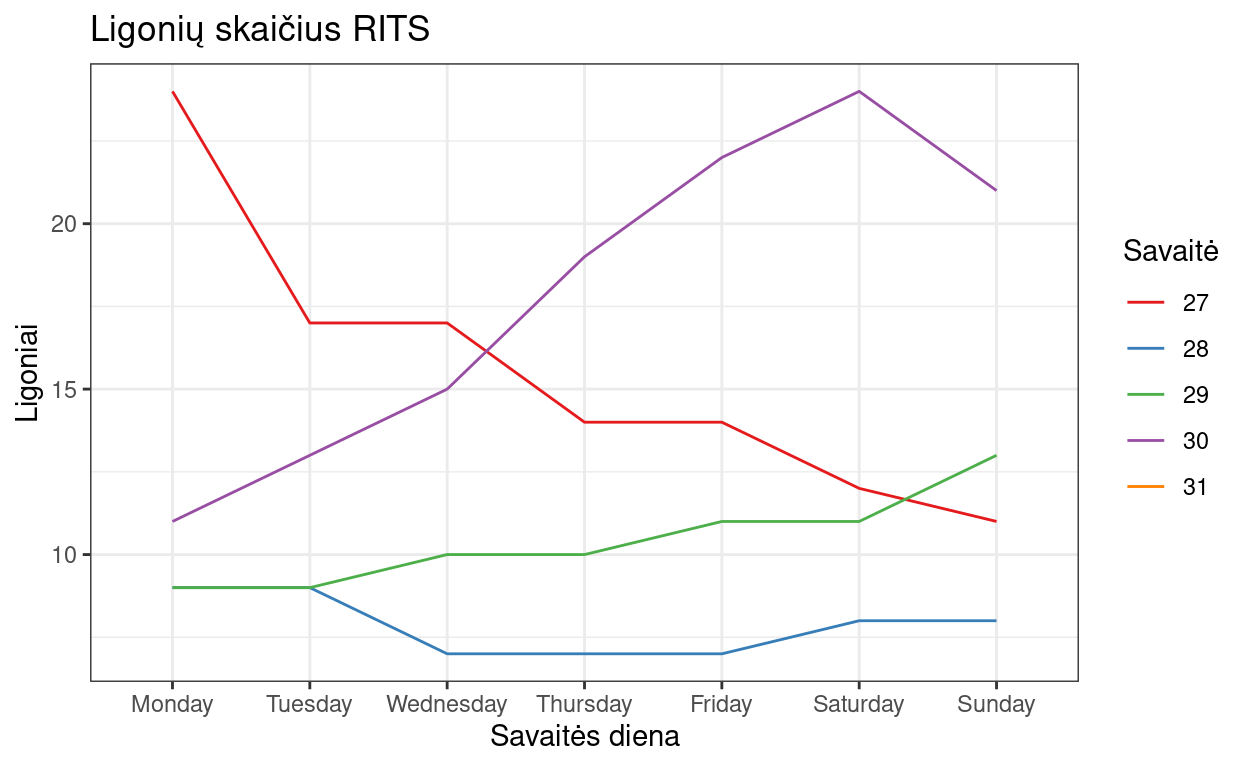 Ligonių skaičius RITS
Ligoniai
20
15
10
Monday Tuesday Wednesday Thursday Friday Saturday Sunday
Savaitės diena
Savaitė
27
28
29
30
31